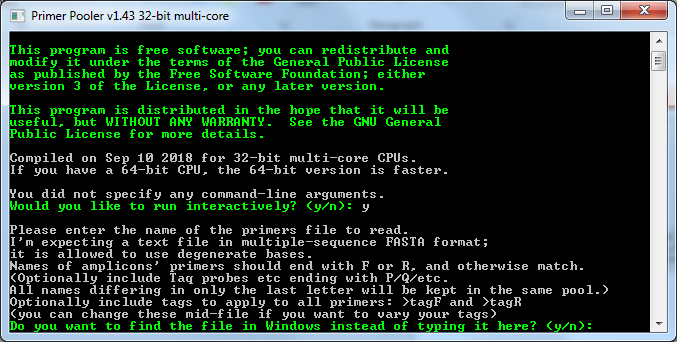 Primer Pooler v1.43 32-bit multi-core
This program is free software; you can redistribute and
modify it under the terms of the General Public License
as published by the Free Software Foundation; either
version 3 of the License, or any later version.
This program is distributed in the hope that it will be
useful, but WITHOUT ANY WARRANTY.  See the GNU General
Public License for more details.
Compiled on Sep 10 2018 for 32-bit multi-core CPUs.
If you have a 64-bit CPU, the 64-bit version is faster.
You did not specify any command-line arguments.
Would you like to run interactively? (y/n): y
Please enter the name of the primers file to read.
I'm expecting a text file in multiple-sequence FASTA format;
it is allowed to use degenerate bases.
Names of amplicons' primers should end with F or R, and otherwise match.
(Optionally include Taq probes etc ending with P/Q/etc.
All names differing in only the last letter will be kept in the same pool.)
Optionally include tags to apply to all primers: >tagF and >tagR
(you can change these mid-file if you want to vary your tags)
Do you want to find the file in Windows instead of typing it here? (y/n):